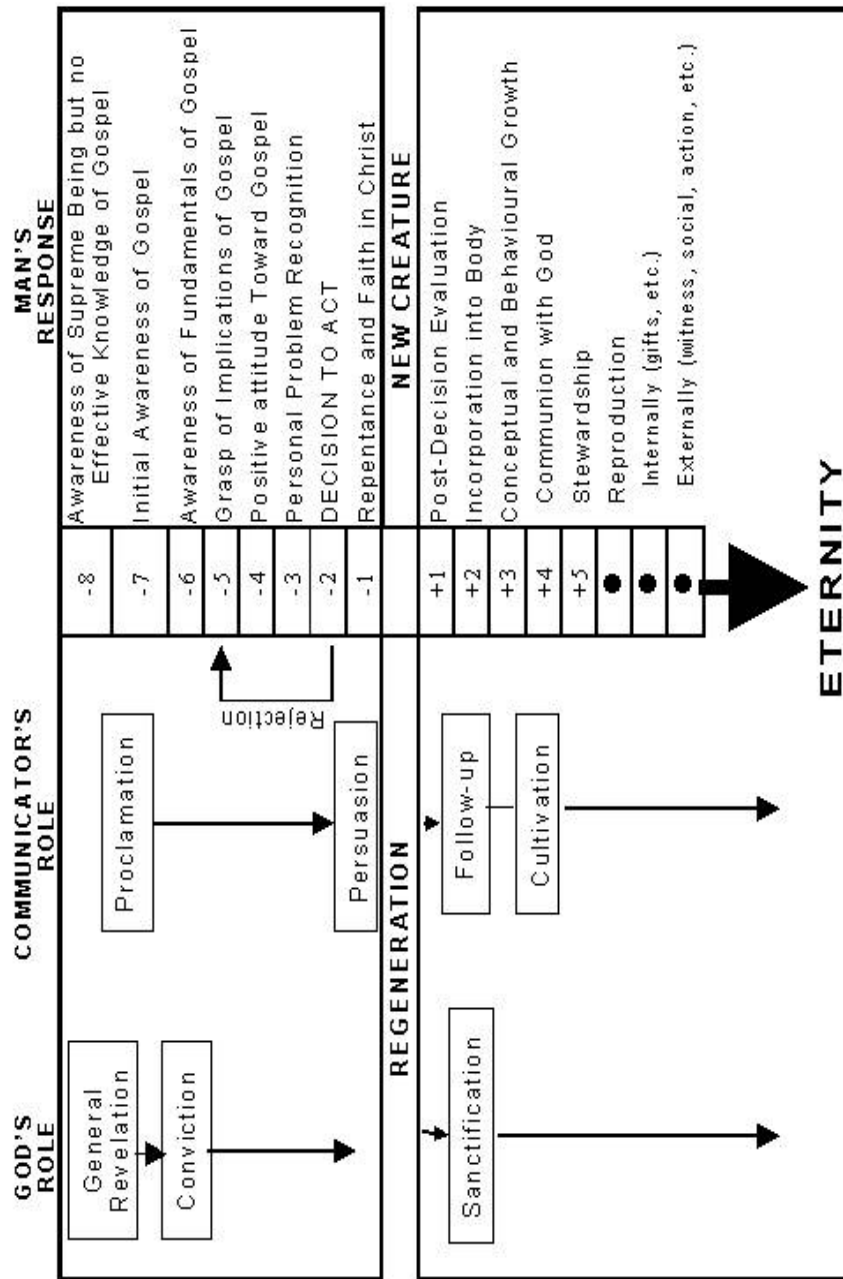 GOD'S
ROLE
COMMUNICATOR'S
ROLE
MAN'S
RESPONSE
General
Revelation
Conviction
Proclamation
Persuasion
Rejection
-8
Awareness of Supreme Being but no
Effective Knowledge of Gospel
-7
Initial Awareness of Gospel
-6
Awareness of Fundamentals of Gospel
-5
Grasp of Implications of Gospel
-4
Positive attitude Toward Gospel
-3
Personal Problem Recognition
-2
DECISION TO ACT
-1
Repentance and Faith in Christ
REGENERATION
NEW CREATURE
Sanctification
Follow-up
Cultivation
+1
Post-Decision Evaluation
+2
Incorporation into Body
+3
Conceptual and Behavioural Growth
+4
Communion with God
+5
Stewardship
Reproduction
Internally (gifts, etc.)
Externally (witness, social, action, etc.)
ETERNITY